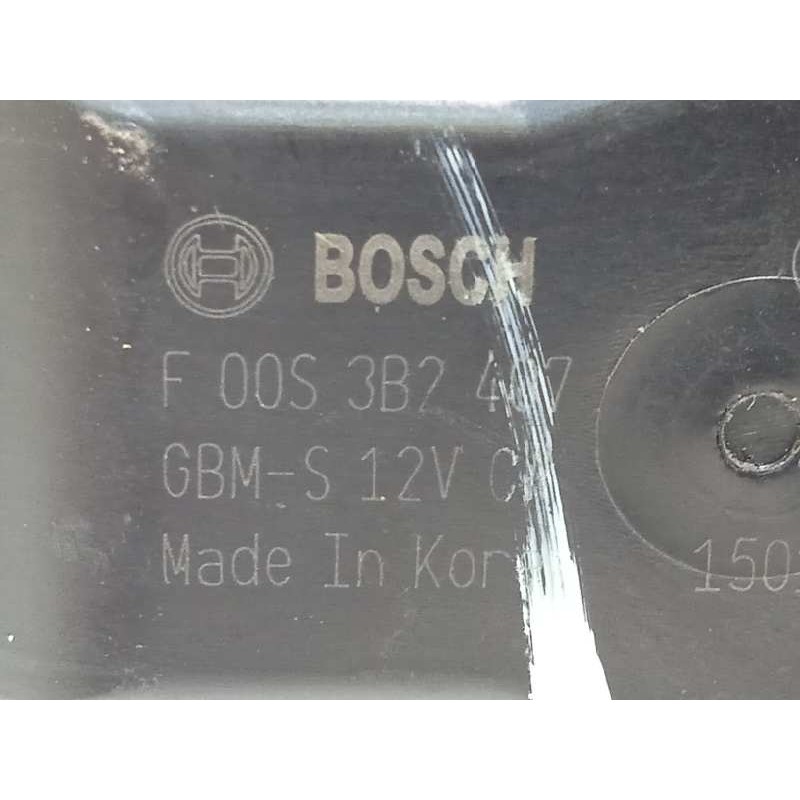 BOSCH
F 00S 3B2
GBM-S 12V
Made In